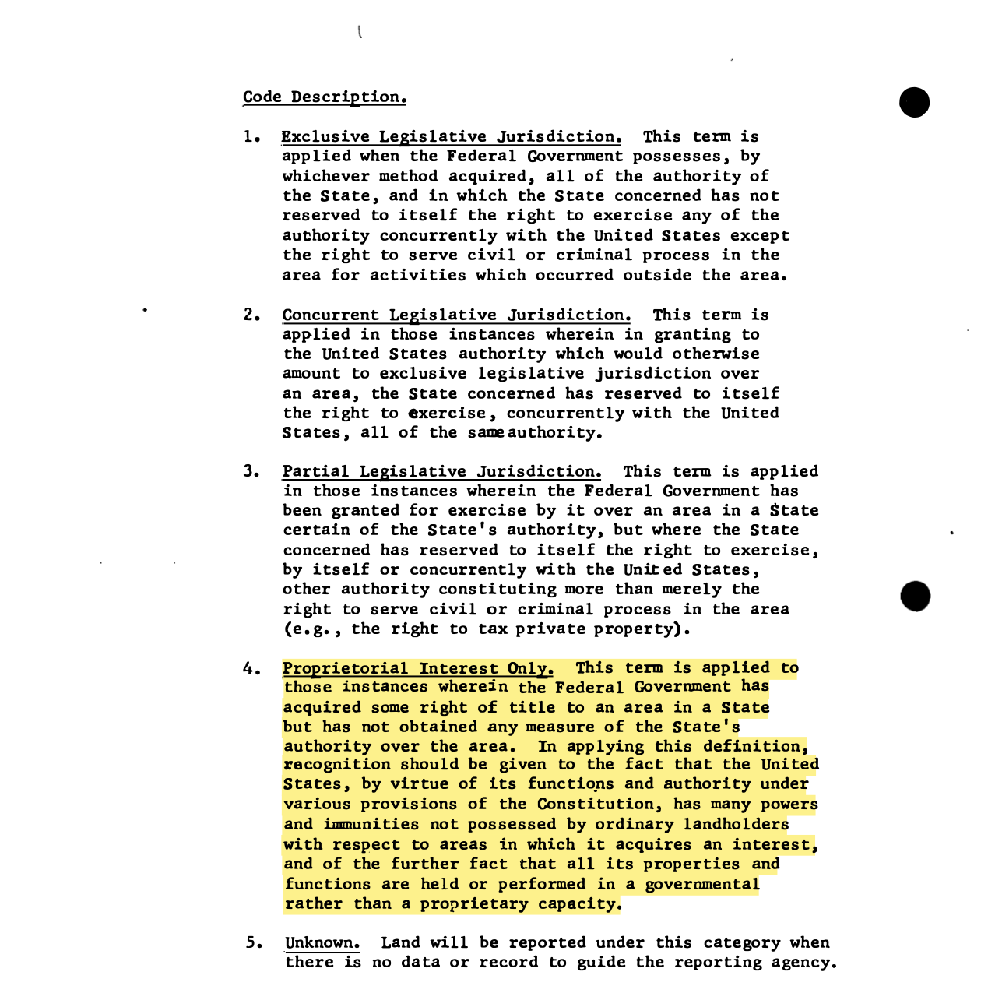 Code Description.
1. Exclusive Legislative Jurisdiction. This term is
applied when the Federal Government possesses, by
whichever method acquired, all of the authority of
the State, and in which the State concerned has not
reserved to itself the right to exercise any of the
authority concurrently with the United States except
the right to serve civil or criminal process in the
area for activities which occurred outside the area.
2. Concurrent Legislative Jurisdiction. This term is
applied in those instances wherein in granting to
the United States authority which would otherwise
amount to exclusive legislative jurisdiction over
an area, the State concerned has reserved to itself
the right to exercise, concurrently with the United
States, all of the same authority.
3. Partial Legislative Jurisdiction. This term is applied
in those instances wherein the Federal Government has
been granted for exercise by it over an area in a State
certain of the State's authority, but where the State
concerned has reserved to itself the right to exercise,
by itself or concurrently with the United States,
other authority constituting more than merely the
right to serve civil or criminal process in the area
(e.g., the right to tax private property).
4. Proprietorial Interest Only. This term is applied to
those instances wherein the Federal Government has
acquired some right of title to an area in a State
but has not obtained any measure of the State's
authority over the area. In applying this definition,
recognition should be given to the fact that the United
States, by virtue of its functions and authority under
various provisions of the Constitution, has many powers
and immunities not possessed by ordinary landholders
with respect to areas in which it acquires an interest,
and of the further fact that all its properties and
functions are held or performed in a governmental
rather than a proprietary capacity.
5. Unknown. Land will be reported under this category when
there is no data or record to guide the reporting agency.